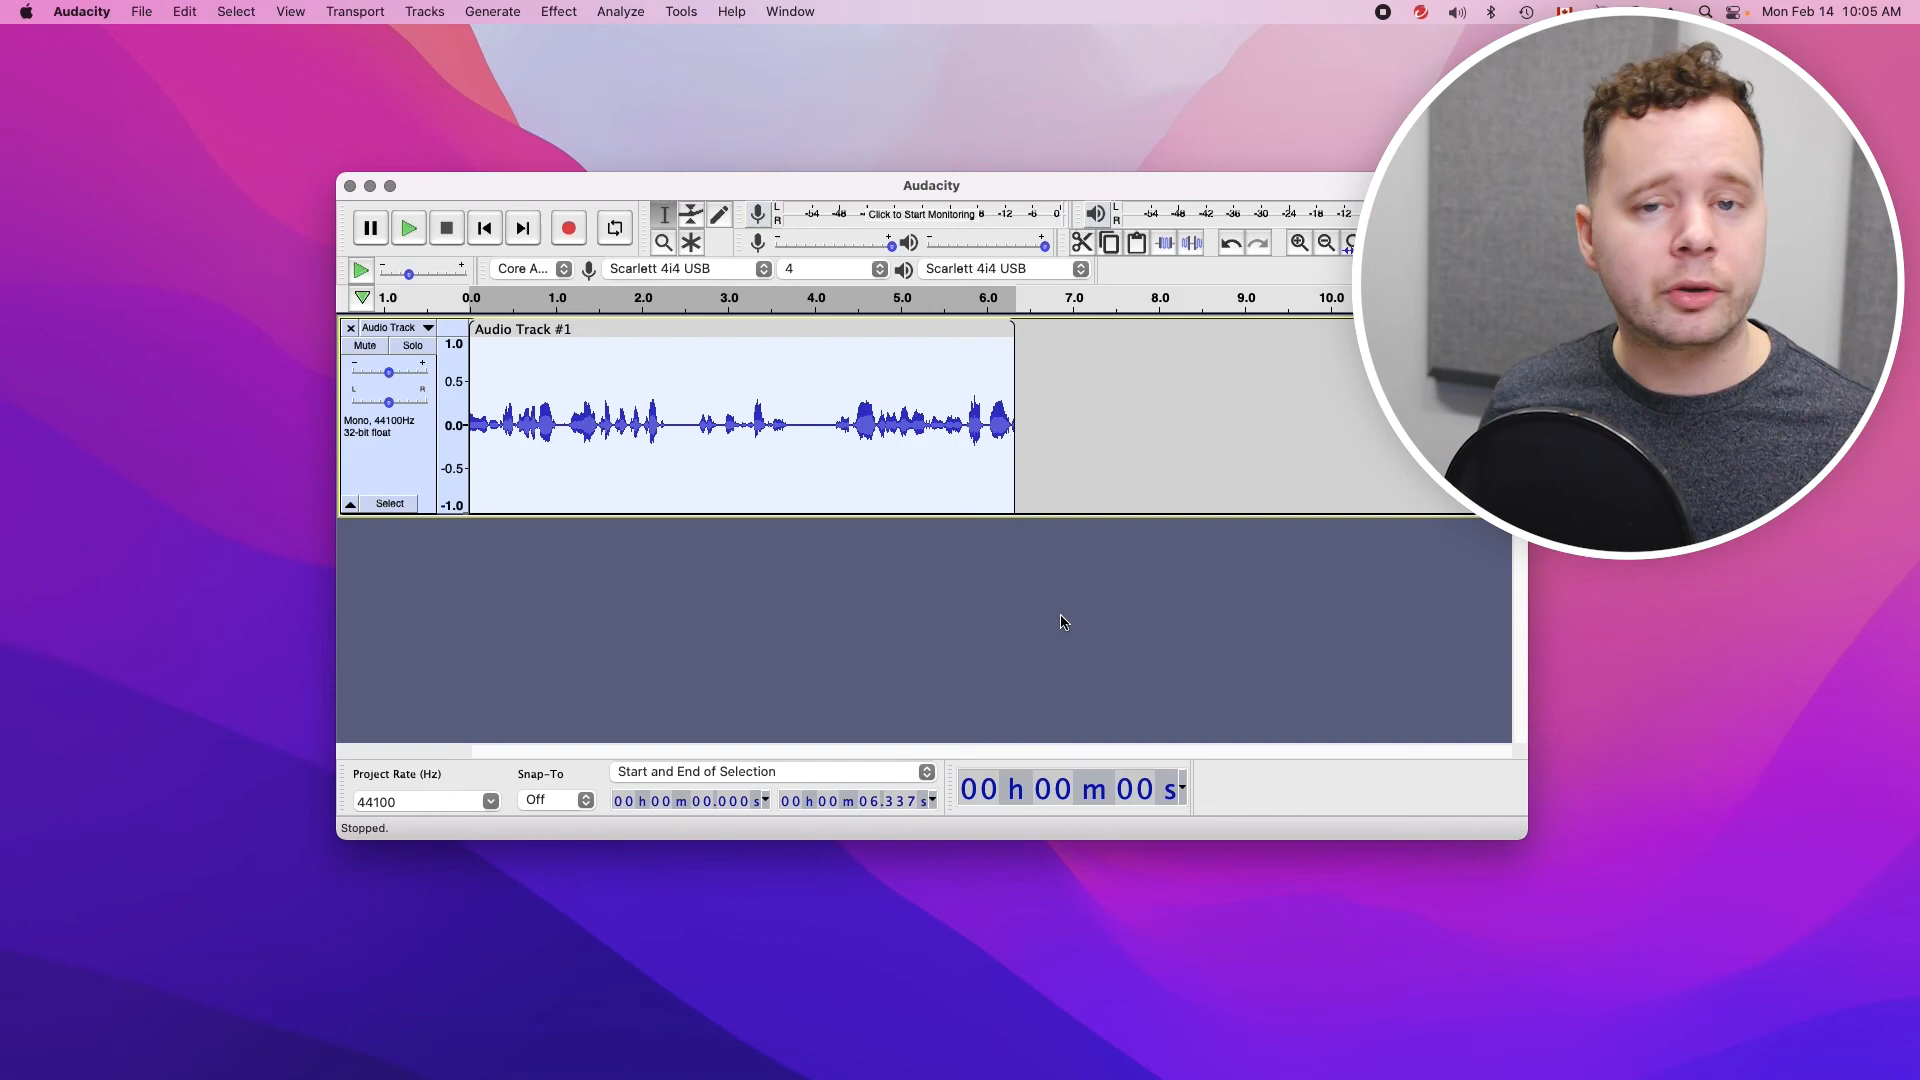 Audacity File Edit Select View Transport Tracks Generate Effect Analyze Tools Help Window Mon Feb 14 10:05 AM
Audacity
L
R
-54 -48 - Click to Start Monitoring 8 -12 -6 0
L
R
-54 -48 -42 -36 -30 -24 -18 -12
- +
- +
- +
Core A... Scarlett 4i4 USB 4 Scarlett 4i4 USB
1.0 0.0 1.0 2.0 3.0 4.0 5.0 6.0 7.0 8.0 9.0 10.0
× Audio Track
Audio Track #1
Mute Solo
- +
L R
Mono, 44100Hz
32-bit float
Select
1.0
0.5-
0.0-
-0.5-
-1.0
Project Rate (Hz) Snap-To Start and End of Selection
44100 Off 00 h 00 m 00.000 s 00 h 00 m 06.337 s
00 h 00 m 00 s
Stopped.